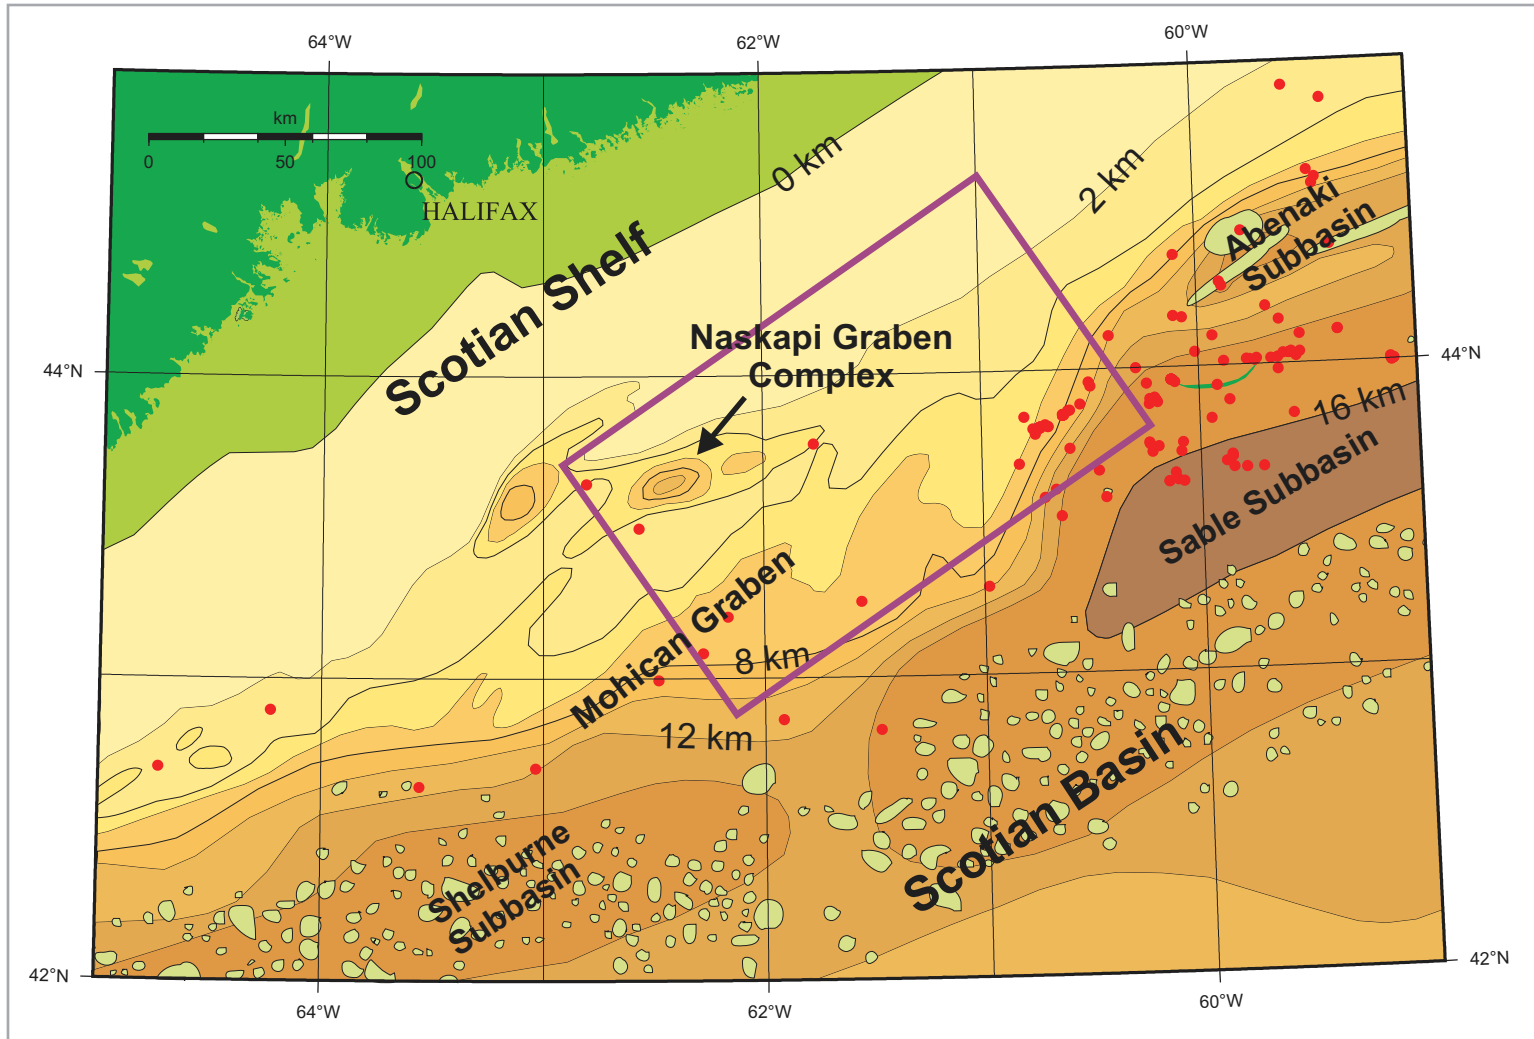 64°W
62°W
60°W
km
0
50
100
HALIFAX
0 km
2 km
Abenaki
Subbasin
Scotian Shelf
Naskapi Graben
Complex
44°N
44°N
16 km
Sable Subbasin
Mohican Graben
8 km
12 km
Scotian Basin
Shelburne
Subbasin
42°N
42°N
64°W
62°W
60°W